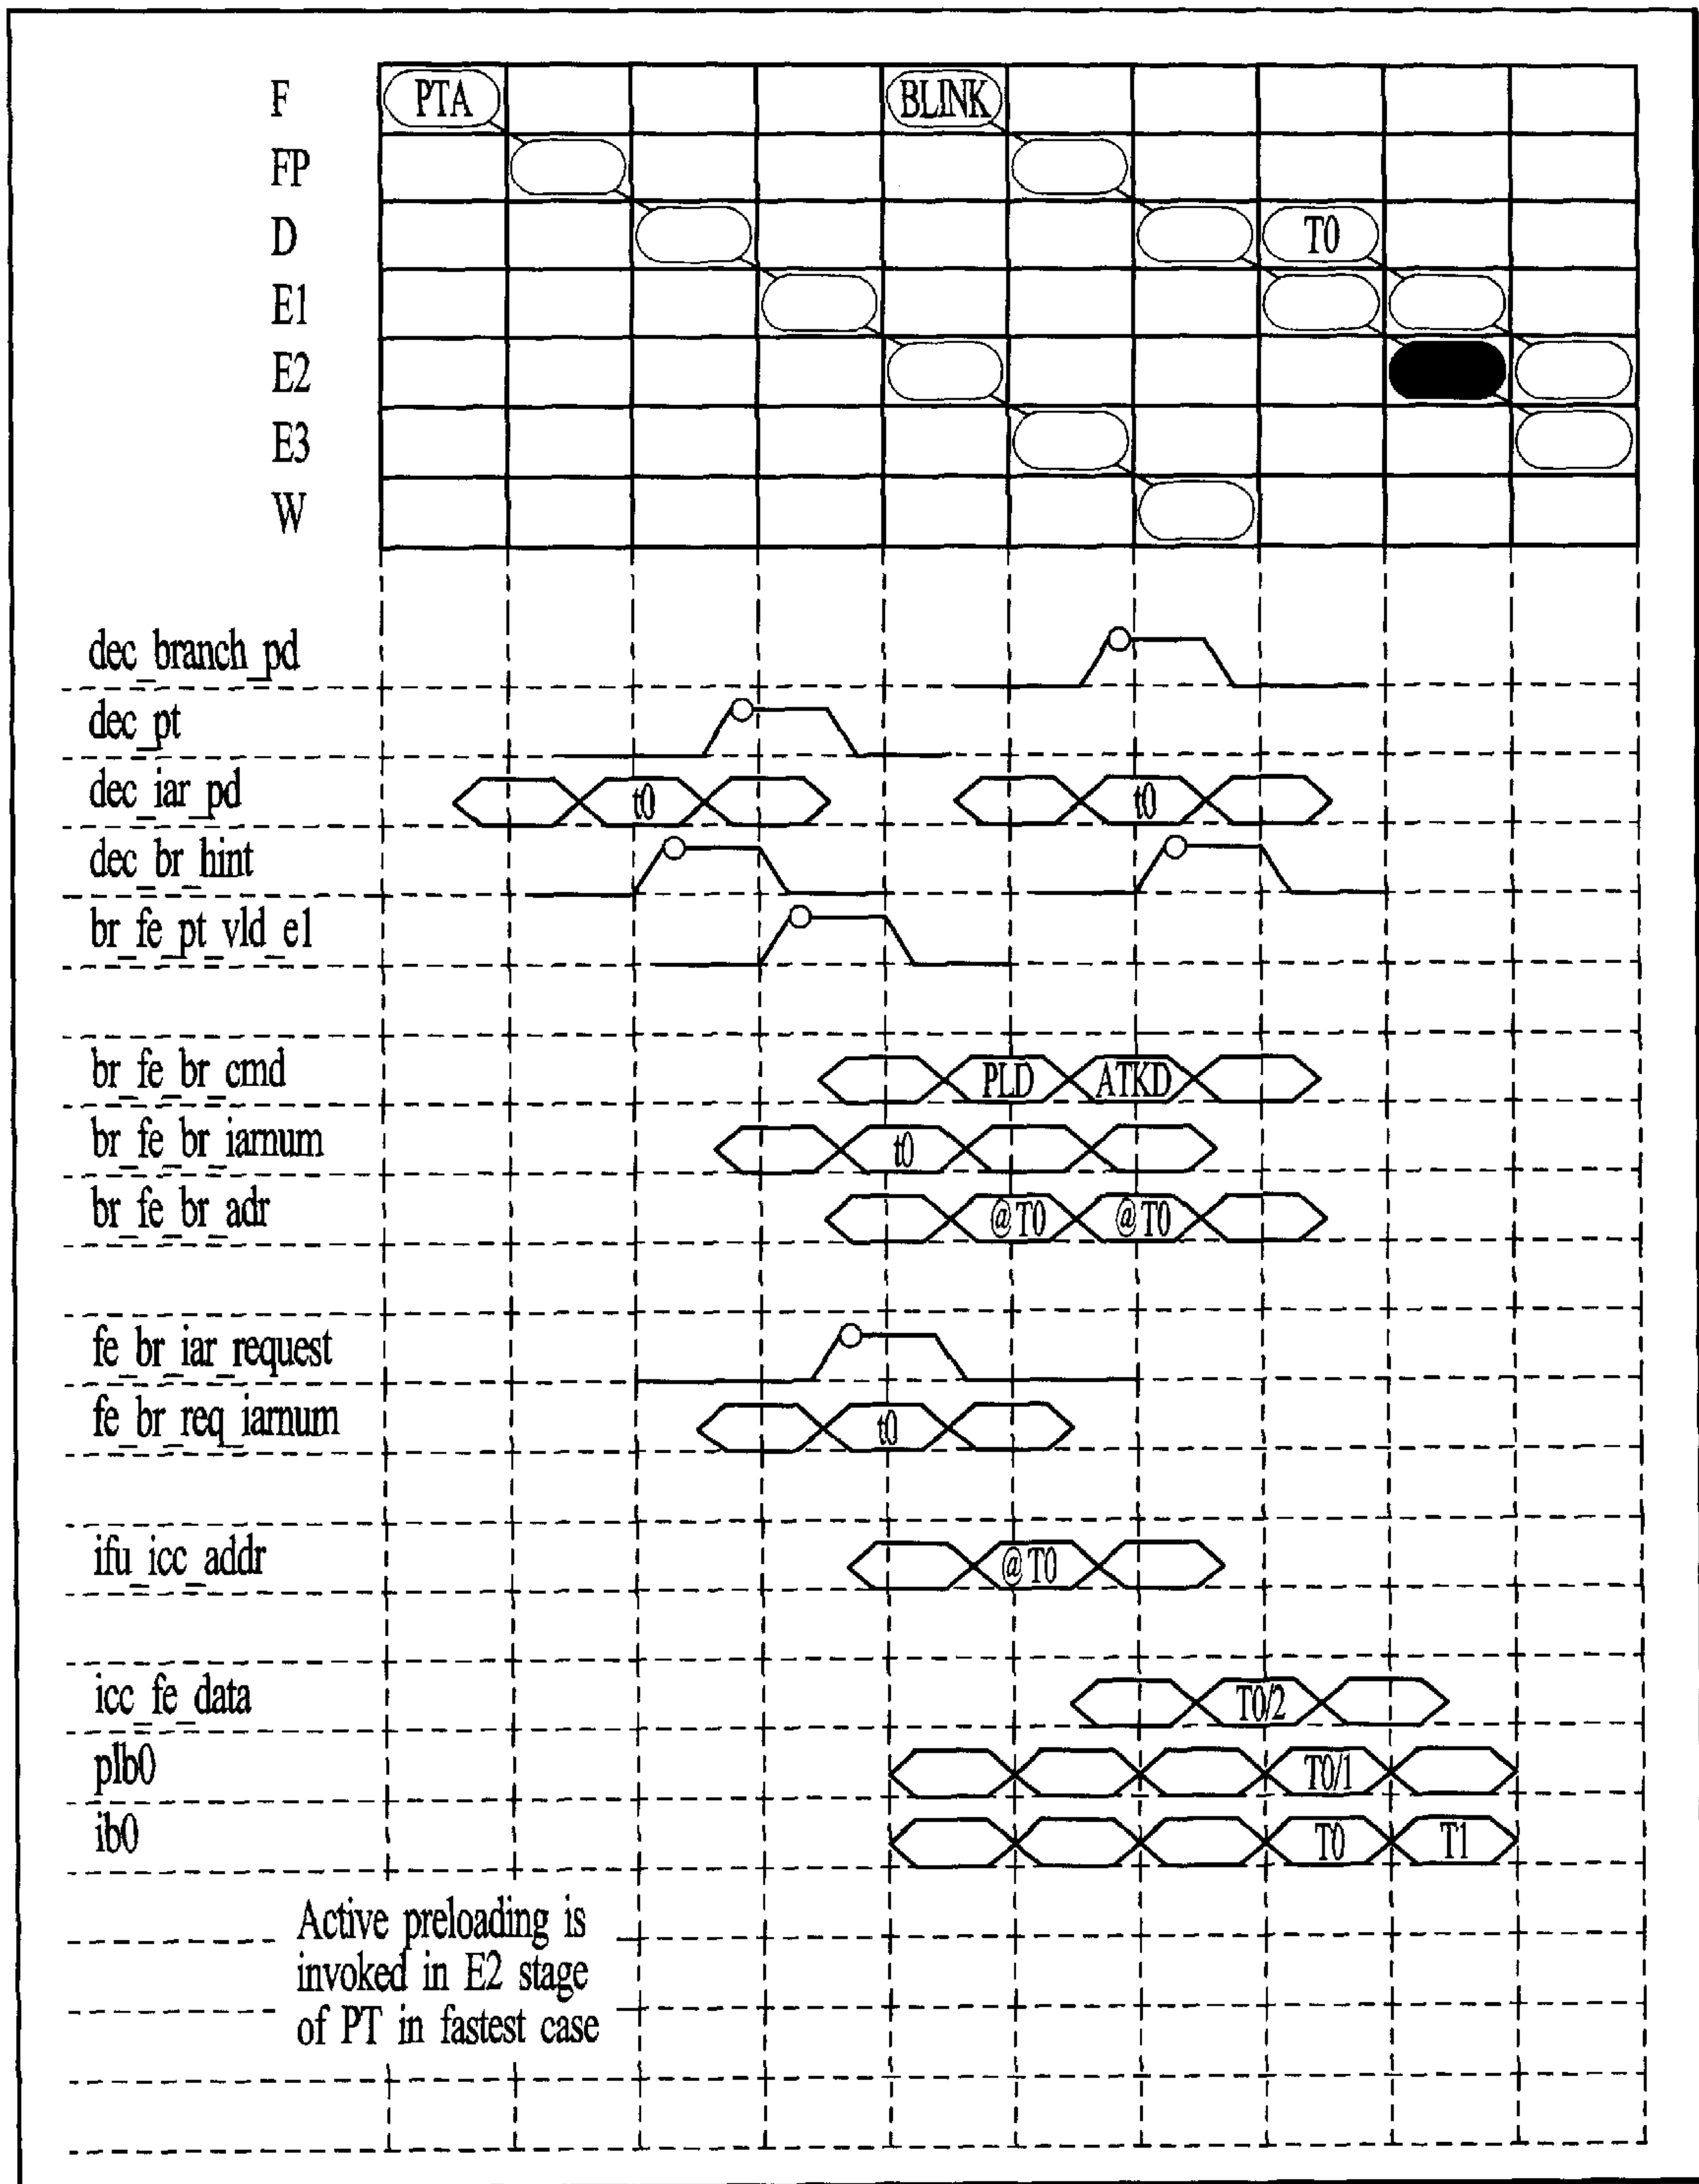 F PTA BLINK
FP
D T0
E1
E2
E3
W
dec_branch_pd
dec_pt
dec_iar_pd t0 t0
dec_br_hint
br_fe_pt_vld_e1
br_fe_br_cmd PLD ATKD
br_fe_br_iarnum t0
br_fe_br_adr @T0 @T0
fe_br_iar_request
fe_br_req_iarnum t0
ifu_icc_addr @T0
icc_fe_data T0/2
plb0 T0/1
ib0 T0 T1
Active preloading is
invoked in E2 stage
of PT in fastest case